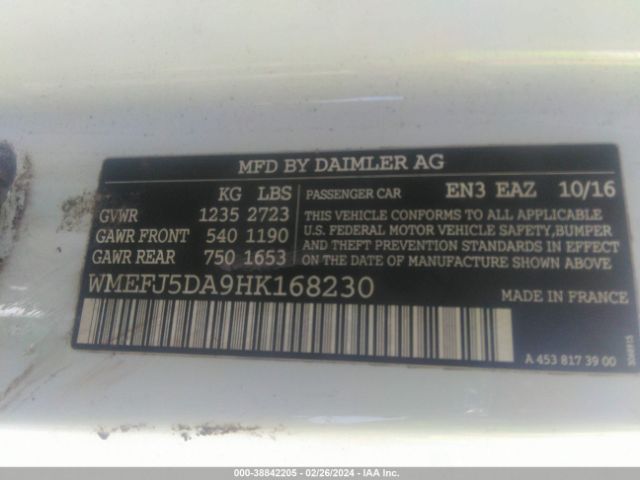 MFD BY DAIMLER AG
KG LBS
GVWR 1235 2723
GAWR FRONT 540 1190
GAWR REAR 750 1653
PASSENGER CAR EN3 EAZ 10/16
THIS VEHICLE CONFORMS TO ALL APPLICABLE
U.S. FEDERAL MOTOR VEHICLE SAFETY, BUMPER
AND THEFT PREVENTION STANDARDS IN EFFECT
ON THE DATE OF MANUFACTURE SHOWN ABOVE.
WMEFJ5DA9HK168230
MADE IN FRANCE
A 453 817 39 00
000-38842205 - 02/26/2024 - IAA Inc.